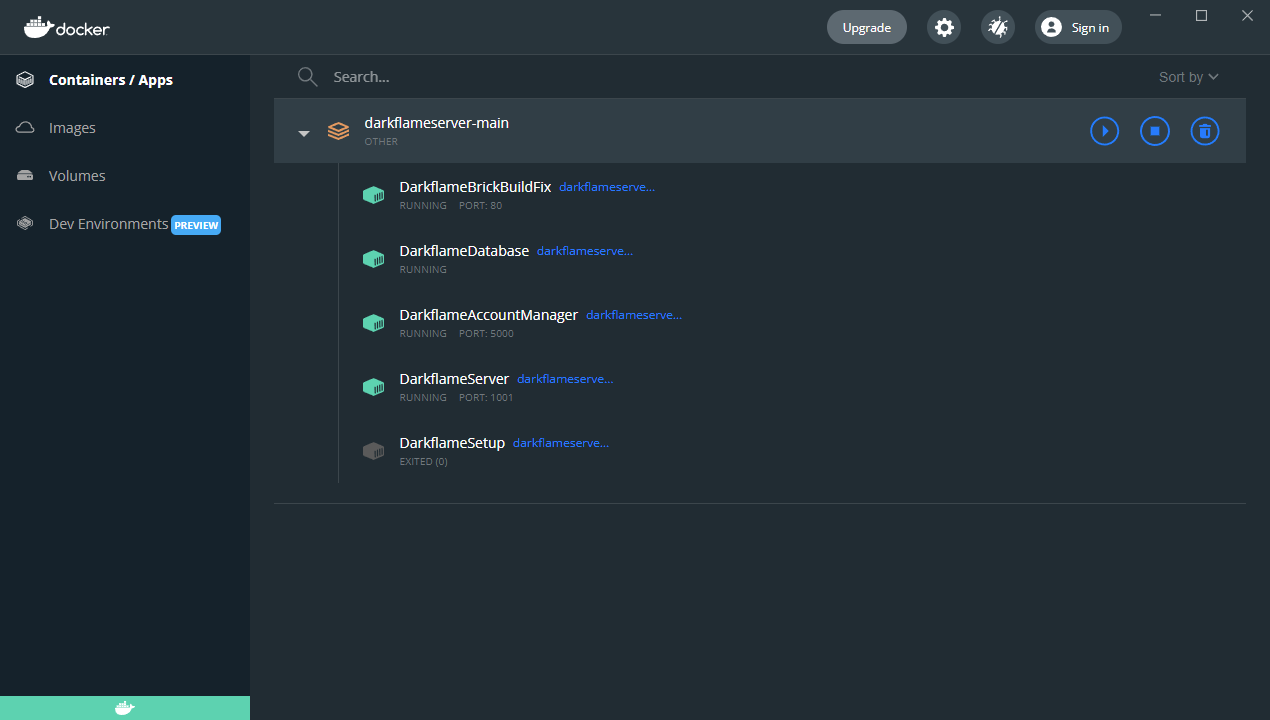 docker
Upgrade
Sign in
Containers / Apps
Images
Volumes
Dev Environments PREVIEW
Search...
Sort by
darkflameserver-main
OTHER
DarkflameBrickBuildFix darkflameserve...
RUNNING PORT: 80
DarkflameDatabase darkflameserve...
RUNNING
DarkflameAccountManager darkflameserve...
RUNNING PORT: 5000
DarkflameServer darkflameserve...
RUNNING PORT: 1001
DarkflameSetup darkflameserve...
EXITED (0)